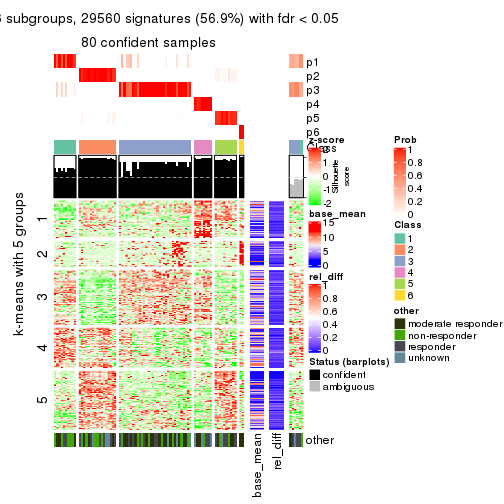 subgroups, 29560 signatures (56.9%) with fdr < 0.05
80 confident samples
p1
p2
p3
p4
p5
p6
z-score
2
1
0
-1
-2
Silhouette score
Class
base_mean
15
10
5
0
rel_diff
1
0.8
0.6
0.4
0.2
0
Status (barplots)
confident
ambiguous
Prob
1
0.8
0.6
0.4
0.2
0
Class
1
2
3
4
5
6
other
moderate responder
non-responder
responder
unknown
k-means with 5 groups
1
2
3
4
5
base_mean
rel_diff
other